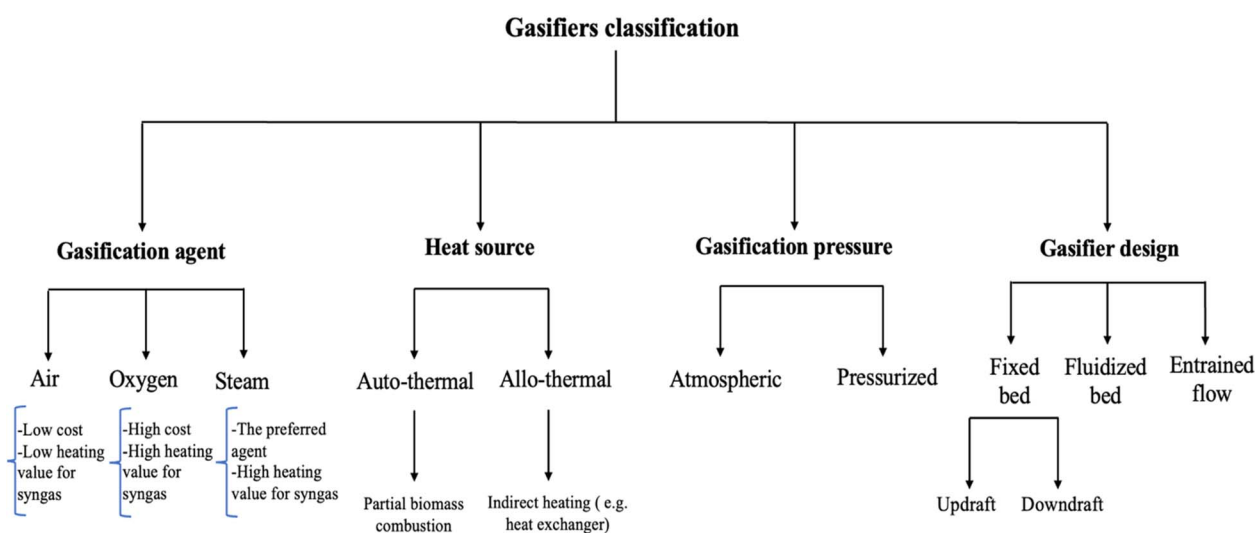 Gasifiers classification
Gasification agent
Heat source
Gasification pressure
Gasifier design
Air
Oxygen
Steam
Auto-thermal
Allo-thermal
Atmospheric
Pressurized
Fixed
bed
Fluidized
bed
Entrained
flow
-Low cost
-Low heating
value for
syngas
-High cost
-High heating
value for
syngas
-The preferred
agent
-High heating
value for syngas
Partial biomass
combustion
Indirect heating ( e.g.
heat exchanger)
Updraft
Downdraft